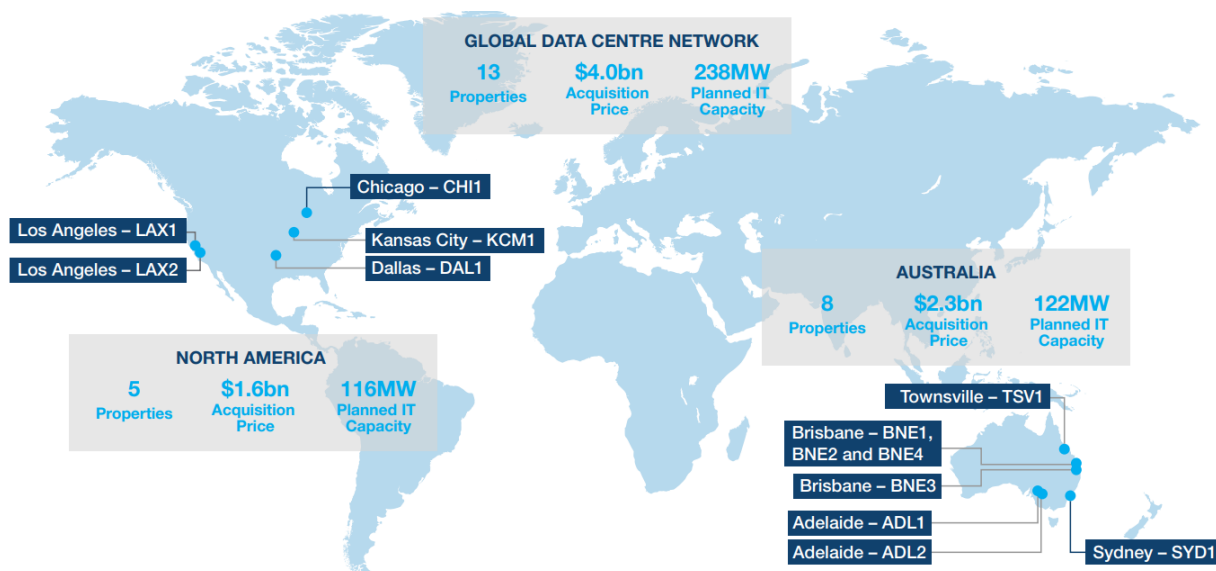 GLOBAL DATA CENTRE NETWORK
13 $4.0bn 238MW
Properties Acquisition Planned IT
Price Capacity
Chicago – CHI1
Los Angeles – LAX1
Kansas City – KCM1
Los Angeles – LAX2
Dallas – DAL1
AUSTRALIA
8 $2.3bn 122MW
Properties Acquisition Planned IT
Price Capacity
NORTH AMERICA
5 $1.6bn 116MW
Properties Acquisition Planned IT
Price Capacity
Townsville – TSV1
Brisbane – BNE1,
BNE2 and BNE4
Brisbane – BNE3
Adelaide – ADL1
Adelaide – ADL2
Sydney – SYD1